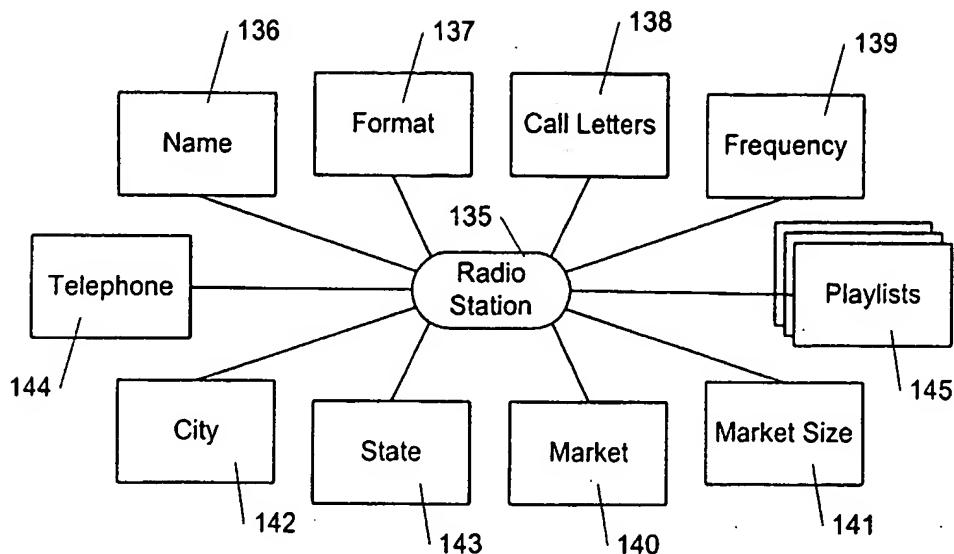 136
137
138
139
Name
Format
Call Letters
Frequency
135
Telephone
Radio
Station
Playlists
144
145
City
State
Market
Market Size
142
143
140
141